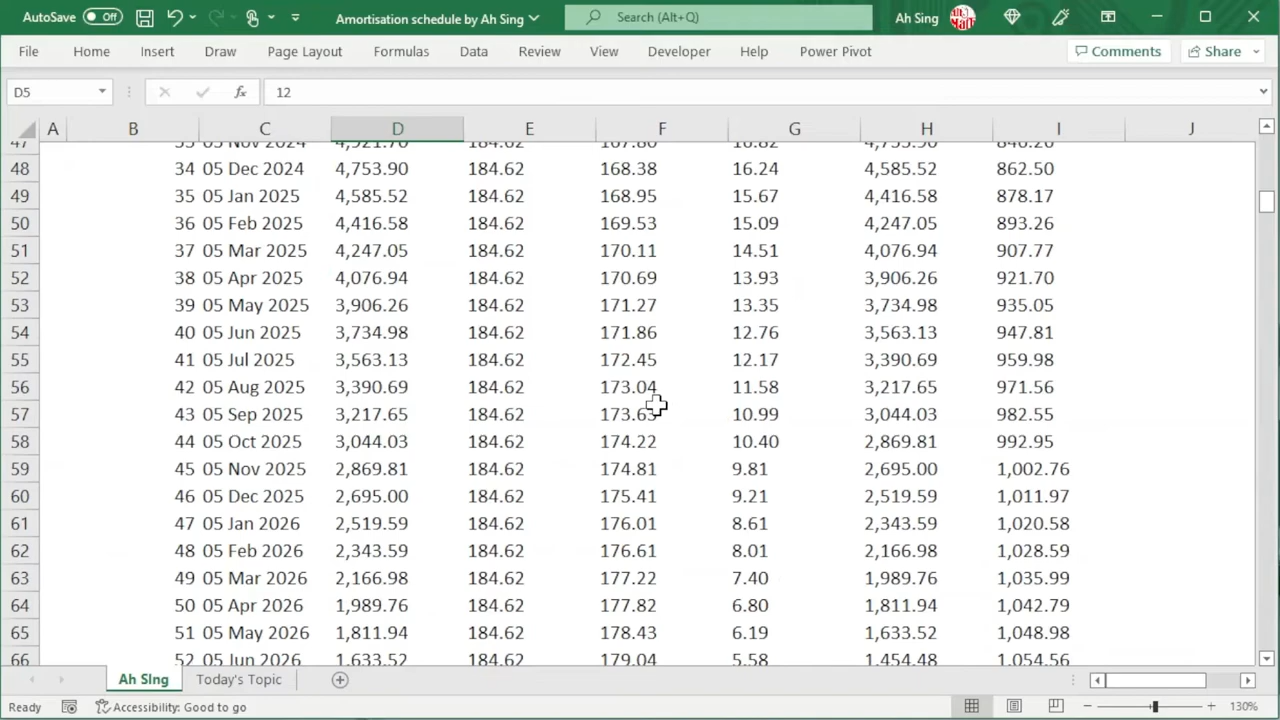 AutoSave Off Amortisation schedule by Ah Sing Search (Alt+Q) Ah Sing
File Home Insert Draw Page Layout Formulas Data Review View Developer Help Power Pivot Comments Share
D5 fx 12
A B C D E F G H I J
48 34 05 Dec 2024 4,753.90 184.62 168.38 16.24 4,585.52 862.50
49 35 05 Jan 2025 4,585.52 184.62 168.95 15.67 4,416.58 878.17
50 36 05 Feb 2025 4,416.58 184.62 169.53 15.09 4,247.05 893.26
51 37 05 Mar 2025 4,247.05 184.62 170.11 14.51 4,076.94 907.77
52 38 05 Apr 2025 4,076.94 184.62 170.69 13.93 3,906.26 921.70
53 39 05 May 2025 3,906.26 184.62 171.27 13.35 3,734.98 935.05
54 40 05 Jun 2025 3,734.98 184.62 171.86 12.76 3,563.13 947.81
55 41 05 Jul 2025 3,563.13 184.62 172.45 12.17 3,390.69 959.98
56 42 05 Aug 2025 3,390.69 184.62 173.04 11.58 3,217.65 971.56
57 43 05 Sep 2025 3,217.65 184.62 173.63 10.99 3,044.03 982.55
58 44 05 Oct 2025 3,044.03 184.62 174.22 10.40 2,869.81 992.95
59 45 05 Nov 2025 2,869.81 184.62 174.81 9.81 2,695.00 1,002.76
60 46 05 Dec 2025 2,695.00 184.62 175.41 9.21 2,519.59 1,011.97
61 47 05 Jan 2026 2,519.59 184.62 176.01 8.61 2,343.59 1,020.58
62 48 05 Feb 2026 2,343.59 184.62 176.61 8.01 2,166.98 1,028.59
63 49 05 Mar 2026 2,166.98 184.62 177.22 7.40 1,989.76 1,035.99
64 50 05 Apr 2026 1,989.76 184.62 177.82 6.80 1,811.94 1,042.79
65 51 05 May 2026 1,811.94 184.62 178.43 6.19 1,633.52 1,048.98
66 52 05 Jun 2026 1,633.52 184.62 179.04 5.58 1,454.48 1,054.56
Ah SIng Today's Topic
Ready Accessibility: Good to go 130%